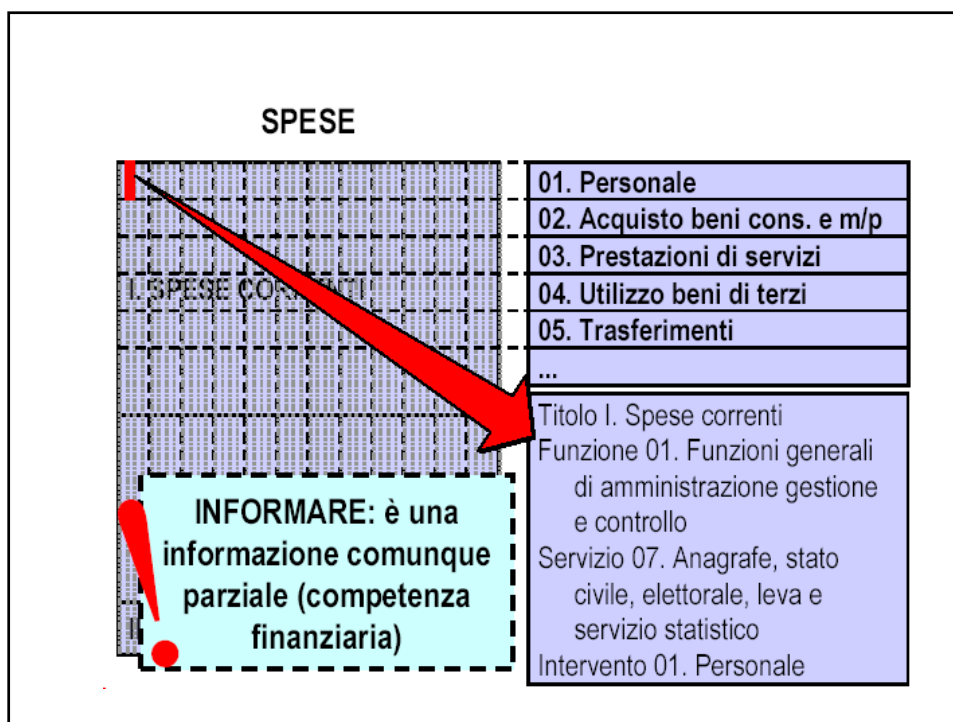 SPESE
01. Personale
02. Acquisto beni cons. e m/p
03. Prestazioni di servizi
I. SPESE CORRENTI
04. Utilizzo beni di terzi
05. Trasferimenti
...
Titolo I. Spese correnti
Funzione 01. Funzioni generali
di amministrazione gestione
e controllo
Servizio 07. Anagrafe, stato
civile, elettorale, leva e
servizio statistico
Intervento 01. Personale
INFORMARE: è una
informazione comunque
parziale (competenza
finanziaria)